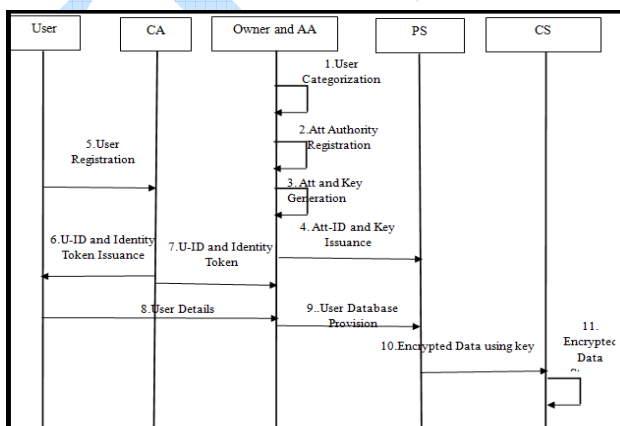 User
CA
Owner and AA
PS
CS
1.User
Categorization
2.Att Authority
Registration
3. Att and Key
Generation
4. Att-ID and Key
Issuance
5.User
Registration
6.U-ID and Identity
Token Issuance
7.U-ID and Identity
Token
8.User Details
9..User Database
Provision
10.Encrypted Data using key
11.
Encrypted
Data